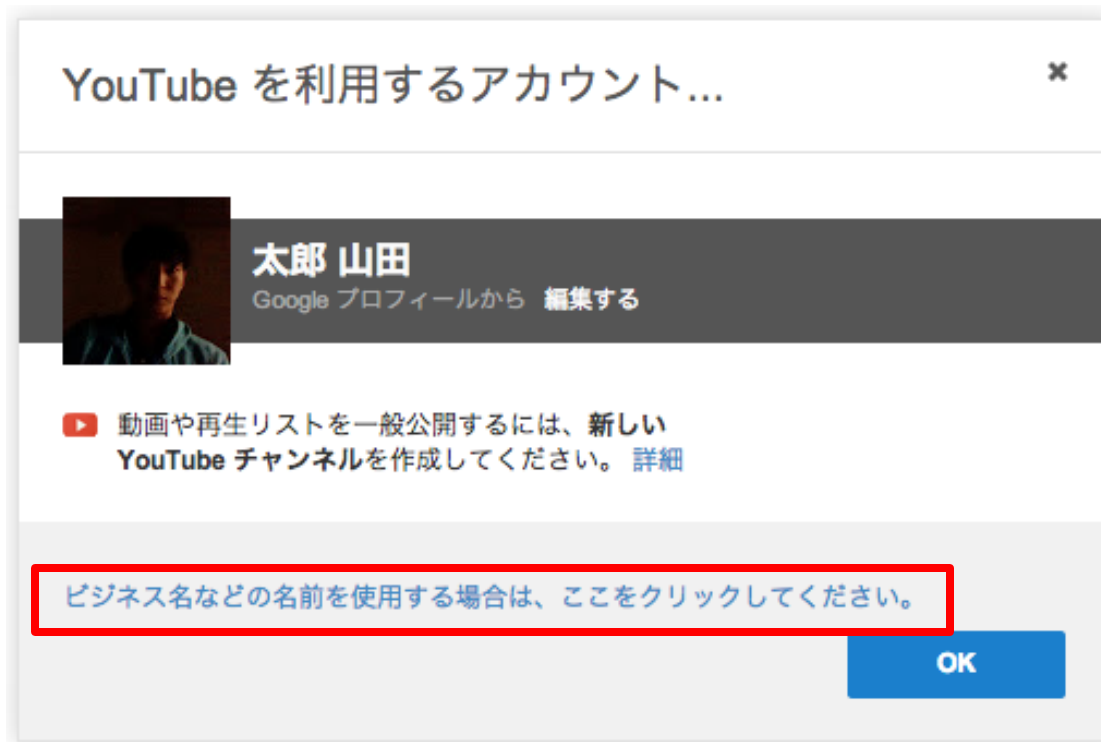 YouTube を利用するアカウント...
太郎 山田
Google プロフィールから 編集する
動画や再生リストを一般公開するには、新しい
YouTube チャンネルを作成してください。 詳細
ビジネス名などの名前を使用する場合は、ここをクリックしてください。
OK